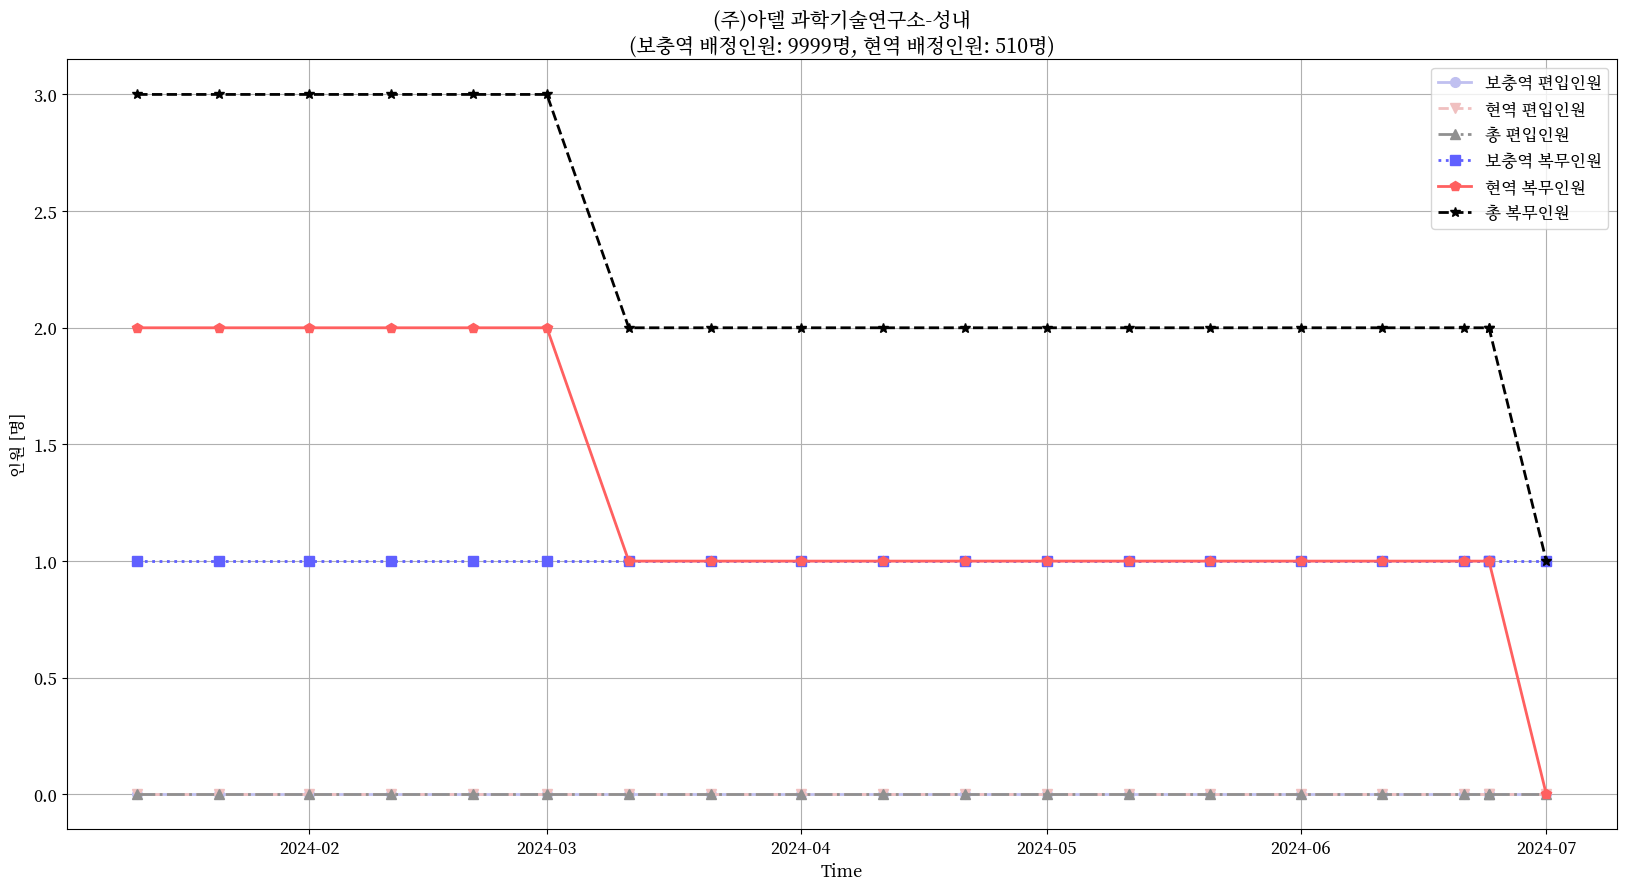 (주)아델 과학기술연구소-성내
(보충역 배정인원: 9999명, 현역 배정인원: 510명)
보충역 편입인원
현역 편입인원
총 편입인원
보충역 복무인원
현역 복무인원
총 복무인원
3.0
2.5
2.0
1.5
1.0
0.5
0.0
인원 [명]
2024-02
2024-03
2024-04
2024-05
2024-06
2024-07
Time